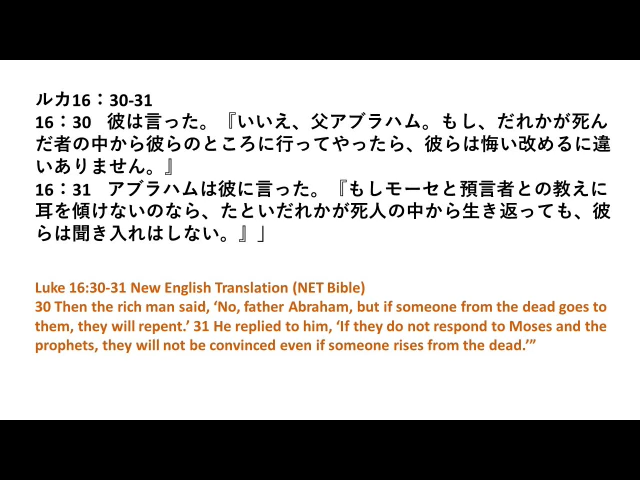 ルカ16：30-31
16：30　彼は言った。『いいえ、父アブラハム。もし、だれかが死ん
だ者の中から彼らのところに行ってやったら、彼らは悔い改めるに違
いありません。』
16：31　アブラハムは彼に言った。『もしモーセと預言者との教えに
耳を傾けないのなら、たといだれかが死人の中から生き返っても、彼
らは聞き入れはしない。』」
Luke 16:30-31 New English Translation (NET Bible)
30 Then the rich man said, ‘No, father Abraham, but if someone from the dead goes to
them, they will repent.’ 31 He replied to him, ‘If they do not respond to Moses and the
prophets, they will not be convinced even if someone rises from the dead.’”